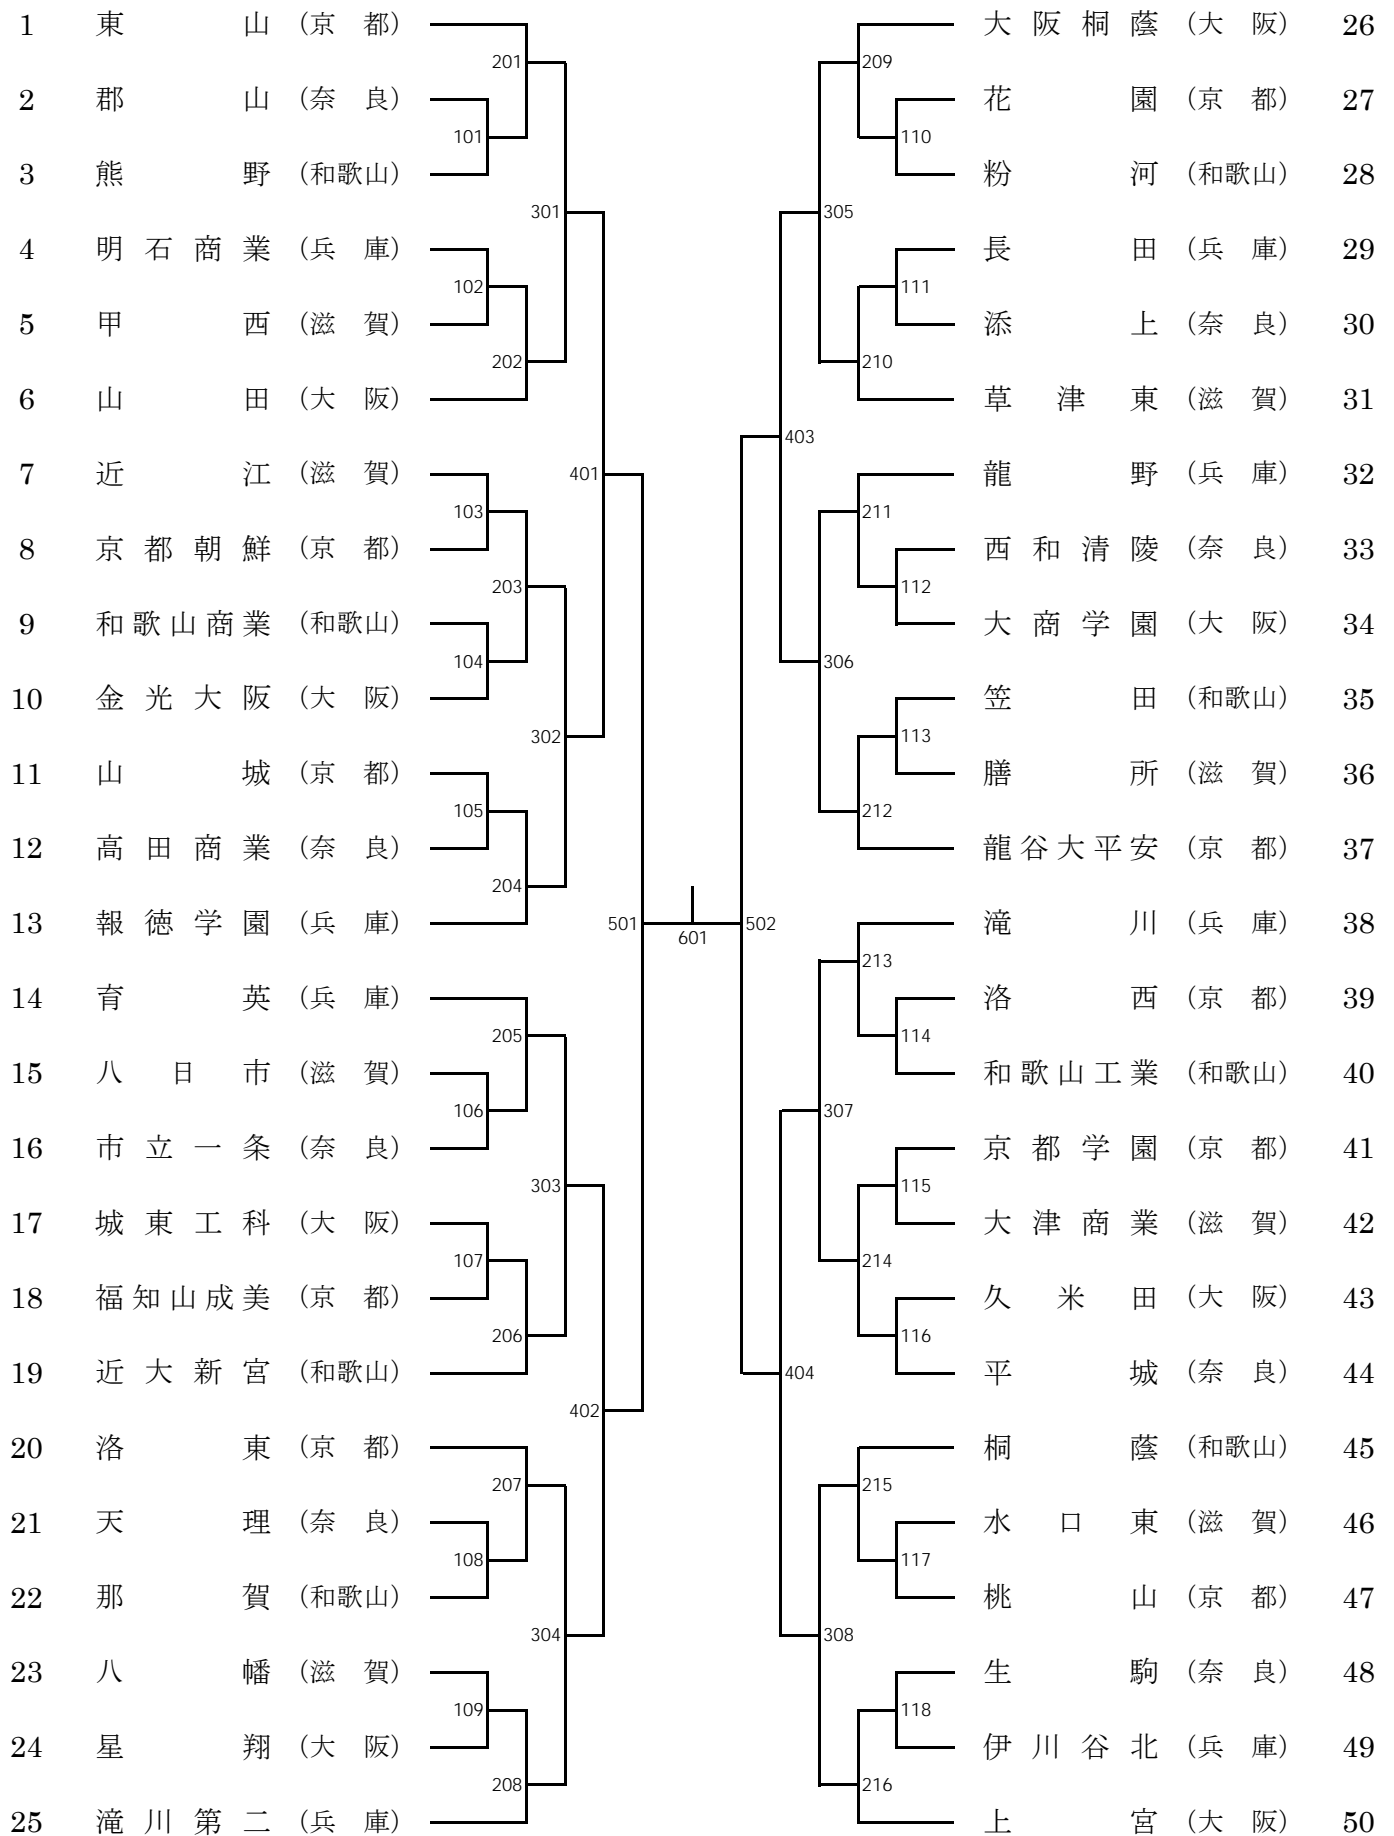 1 東山 (京都)
201
2 郡山 (奈良)
101
3 熊野 (和歌山)
301
4 明石商業 (兵庫)
102
5 甲西 (滋賀)
202
6 山田 (大阪)
7 近江 (滋賀)
401
103
8 京都朝鮮 (京都)
203
9 和歌山商業 (和歌山)
104
10 金光大阪 (大阪)
302
11 山城 (京都)
105
12 高田商業 (奈良)
204
13 報徳学園 (兵庫)
501
14 育英 (兵庫)
205
15 八日市 (滋賀)
106
16 市立一条 (奈良)
303
17 城東工科 (大阪)
107
18 福知山成美 (京都)
206
19 近大新宮 (和歌山)
402
20 洛東 (京都)
207
21 天理 (奈良)
108
22 那賀 (和歌山)
304
23 八幡 (滋賀)
109
24 星翔 (大阪)
208
25 滝川第二 (兵庫)
601
大阪桐蔭 (大阪) 26
209
花園 (京都) 27
110
粉河 (和歌山) 28
305
長田 (兵庫) 29
111
添上 (奈良) 30
210
草津東 (滋賀) 31
403
龍野 (兵庫) 32
211
西和清陵 (奈良) 33
112
大商学園 (大阪) 34
306
笠田 (和歌山) 35
113
膳所 (滋賀) 36
212
龍谷大平安 (京都) 37
502
滝川 (兵庫) 38
213
洛西 (京都) 39
114
和歌山工業 (和歌山) 40
307
京都学園 (京都) 41
115
大津商業 (滋賀) 42
214
久米田 (大阪) 43
116
平城 (奈良) 44
404
桐蔭 (和歌山) 45
215
水口東 (滋賀) 46
117
桃山 (京都) 47
308
生駒 (奈良) 48
118
伊川谷北 (兵庫) 49
216
上宮 (大阪) 50